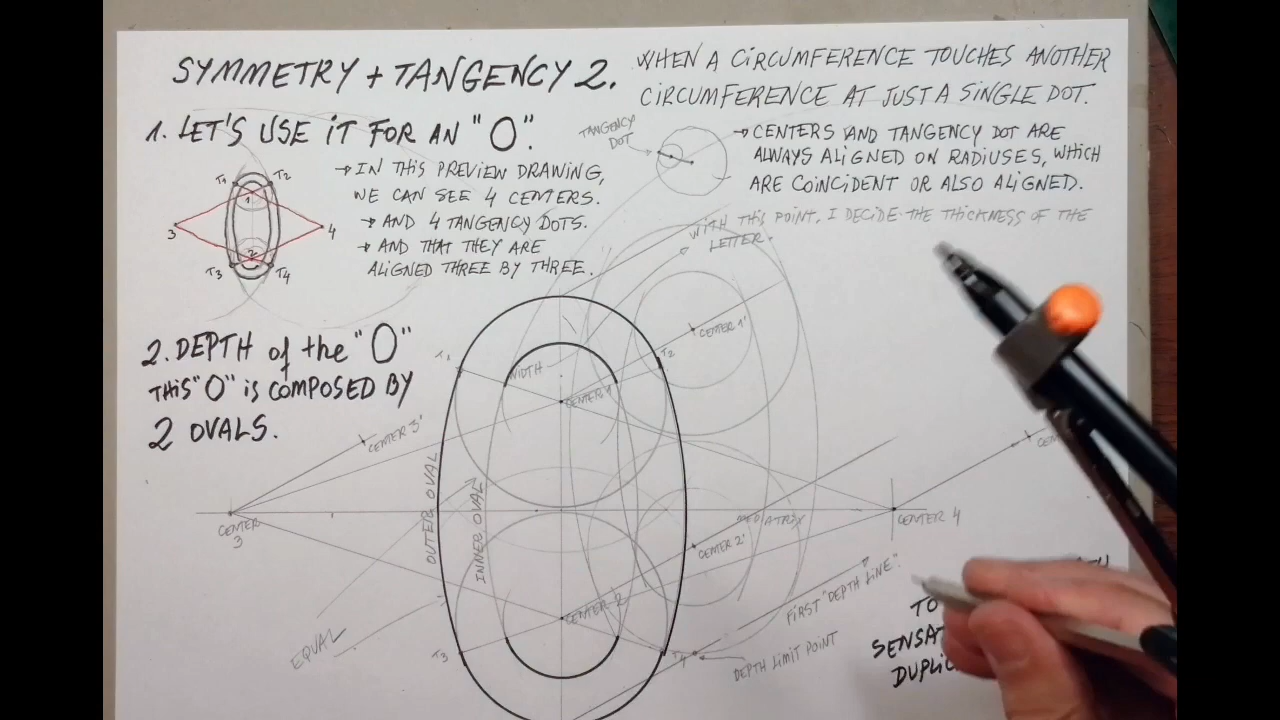 SYMMETRY + TANGENCY 2.
WHEN A CIRCUMFERENCE TOUCHES ANOTHER
CIRCUMFERENCE AT JUST A SINGLE DOT.
TANGENCY
DOT
→ CENTERS AND TANGENCY DOT ARE
ALWAYS ALIGNED ON RADIUSES, WHICH
ARE COINCIDENT OR ALSO ALIGNED.
1. LET'S USE IT FOR AN "O".
→ IN THIS PREVIEW DRAWING,
WE CAN SEE 4 CENTERS.
→ AND 4 TANGENCY DOTS.
→ AND THAT THEY ARE
ALIGNED THREE BY THREE.
T1
T2
1
3
4
2
T3
T4
WITH THIS POINT, I DECIDE THE THICKNESS OF THE
LETTER.
2. DEPTH of the "O"
THIS "O" IS COMPOSED BY
2 OVALS.
T1
T2
WIDTH
CENTER 1
CENTER 1'
CENTER 3'
CENTER
3
OUTER OVAL
INNER OVAL
MEDIATRIX
CENTER 4
CENTER 2'
CENTER 2
EQUAL
T3
T4
FIRST "DEPTH LINE".
DEPTH LIMIT POINT
TO